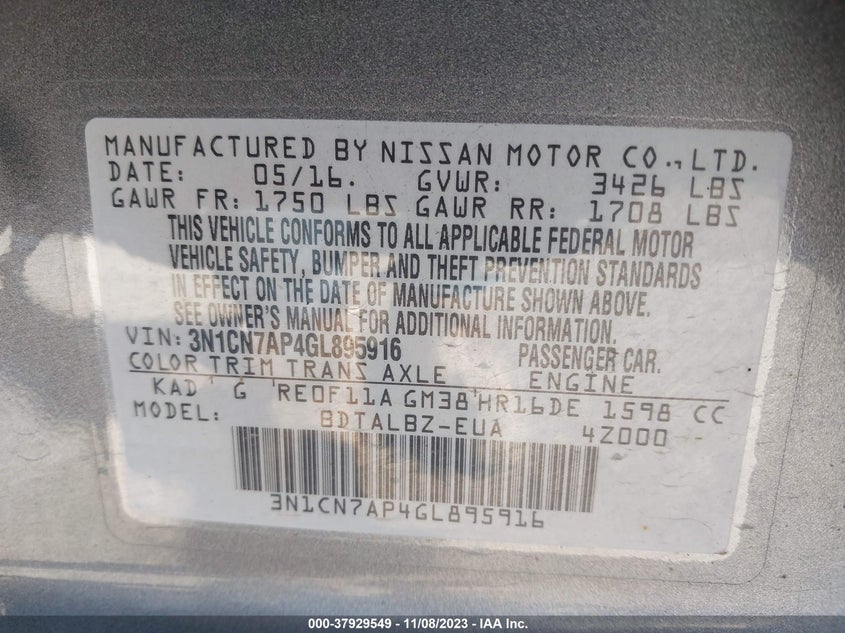 MANUFACTURED BY NISSAN MOTOR CO.,LTD.
DATE: 05/16. GVWR: 3426 LBS
GAWR FR: 1750 LBS GAWR RR: 1708 LBS
THIS VEHICLE CONFORMS TO ALL APPLICABLE FEDERAL MOTOR
VEHICLE SAFETY, BUMPER AND THEFT PREVENTION STANDARDS
IN EFFECT ON THE DATE OF MANUFACTURE SHOWN ABOVE.
SEE OWNER'S MANUAL FOR ADDITIONAL INFORMATION.
VIN: 3N1CN7AP4GL895916 PASSENGER CAR.
COLOR TRIM TRANS AXLE ENGINE
KAD G RE0F11A GM38 HR16DE 1598 CC
MODEL: BDTALBZ-EUA 4Z000
3N1CN7AP4GL895916
000-37929549 - 11/08/2023 - IAA Inc.